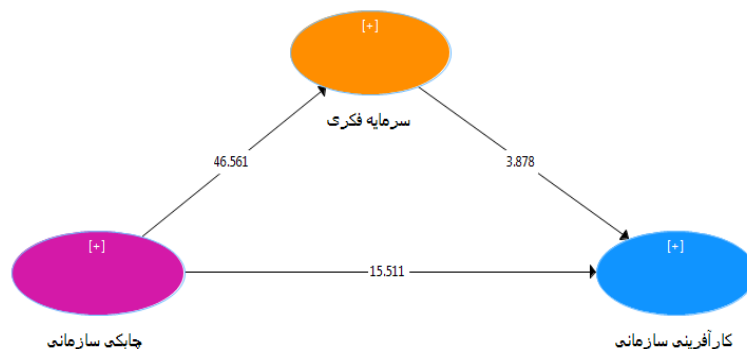 [+]
سرمایه فکری
46.561
3.878
[+]
[+]
15.511
چابکی سازمانی
کارآفرینی سازمانی